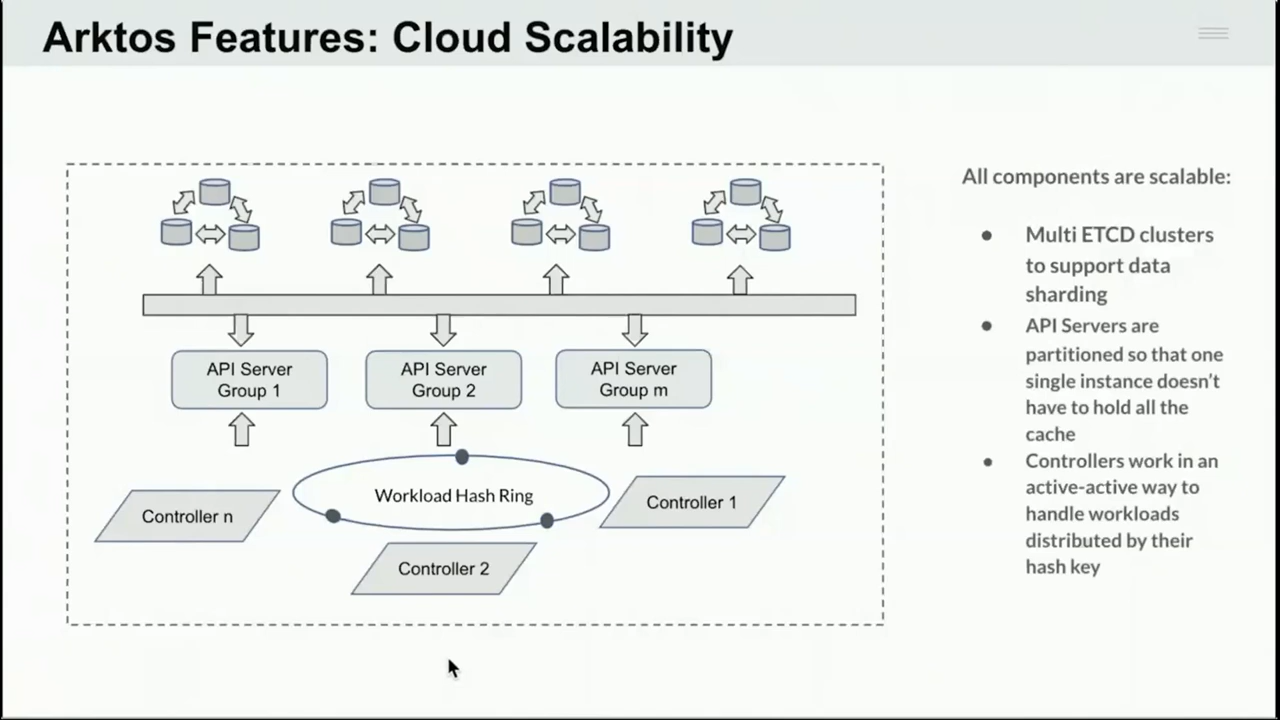 Arktos Features: Cloud Scalability
API Server
Group 1
API Server
Group 2
API Server
Group m
Workload Hash Ring
Controller n
Controller 1
Controller 2
All components are scalable:
● Multi ETCD clusters
to support data
sharding
● API Servers are
partitioned so that one
single instance doesn't
have to hold all the
cache
● Controllers work in an
active-active way to
handle workloads
distributed by their
hash key